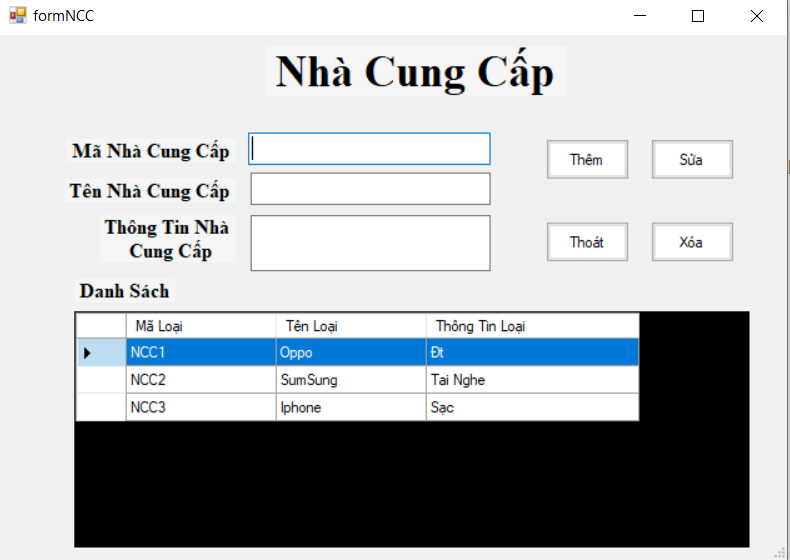 formNCC
Nhà Cung Cấp
Mã Nhà Cung Cấp
Thêm
Sửa
Tên Nhà Cung Cấp
Thông Tin Nhà
Cung Cấp
Thoát
Xóa
Danh Sách
Mã Loại Tên Loại Thông Tin Loại
NCC1 Oppo Đt
NCC2 SumSung Tai Nghe
NCC3 Iphone Sạc